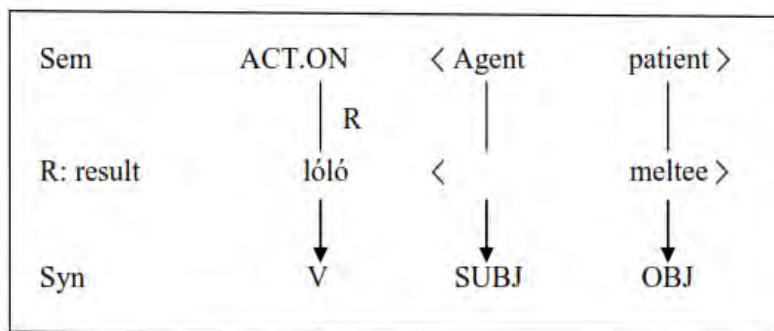 Sem ACT.ON 〈 Agent patient 〉
R
R: result lóló 〈 meltee 〉
Syn V SUBJ OBJ